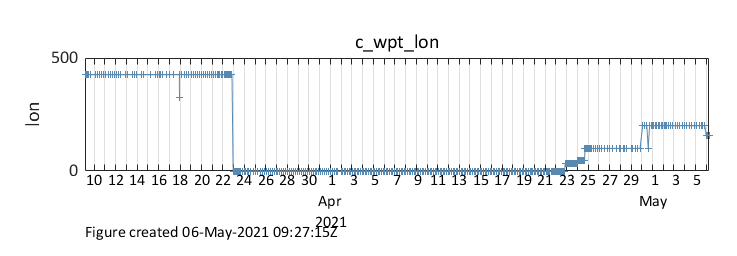 c_wpt_lon
500
lon
0
10 12 14 16 18 20 22 24 26 28 30 1 3 5 7 9 11 13 15 17 19 21 23 25 27 29 1 3 5
Apr May
2021
Figure created 06-May-2021 09:27:15Z